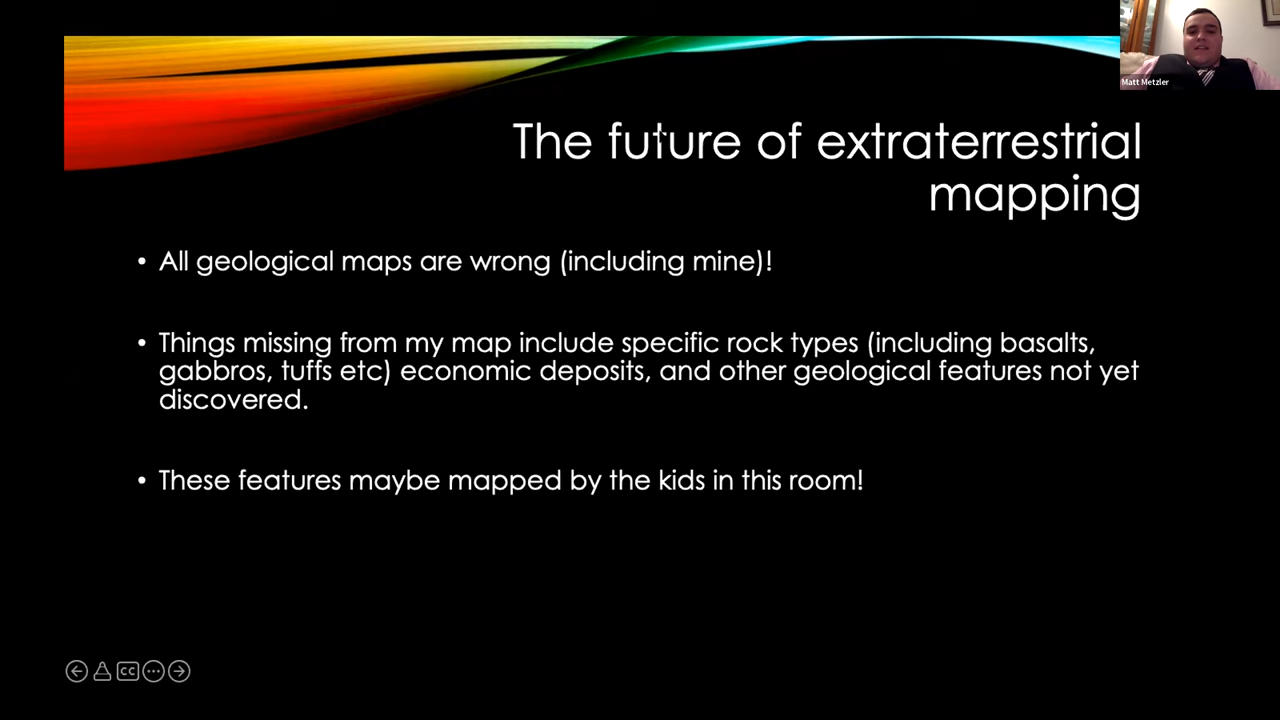 Matt Metzler
The future of extraterrestrial
mapping
• All geological maps are wrong (including mine)!
• Things missing from my map include specific rock types (including basalts,
gabbros, tuffs etc) economic deposits, and other geological features not yet
discovered.
• These features maybe mapped by the kids in this room!
CC